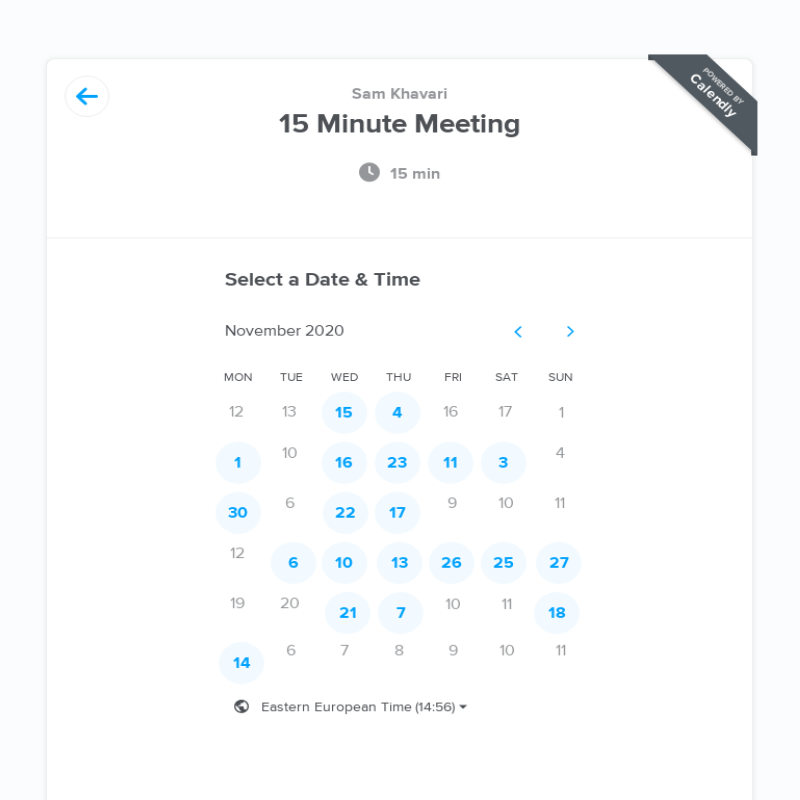 POWERED BY
Calendly
Sam Khavari
15 Minute Meeting
15 min
Select a Date & Time
November 2020
MON TUE WED THU FRI SAT SUN
12 13 15 4 16 17 1
1 10 16 23 11 3 4
30 6 22 17 9 10 11
12 6 10 13 26 25 27
19 20 21 7 10 11 18
14 6 7 8 9 10 11
Eastern European Time (14:56)